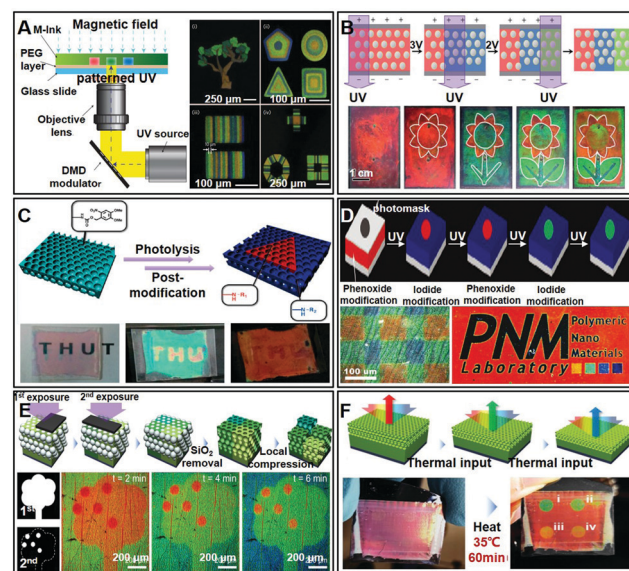 A
Magnetic field
M-Ink
PEG
layer
Glass slide
patterned UV
Objective
lens
UV source
DMD
modulator
(i)
(ii)
(iii)
(iv)
250 µm
100 µm
100 µm
250 µm
B
+ + + + + + + + + + + +
3V
2V
UV
UV
UV
1 cm
C
Photolysis
Post-
modification
THUT
THU
D
photomask
UV
UV
UV
UV
Phenoxide
modification
Iodide
modification
Phenoxide
modification
Iodide
modification
100 um
PNM
Laboratory
Polymeric
Nano
Materials
E
1st exposure
2nd exposure
SiO2
removal
Local
compression
1st
2nd
t = 2 min
t = 4 min
t = 6 min
200 µm
200 µm
200 µm
F
Thermal input
Thermal input
Heat
35℃
60min
i
ii
iii
iv